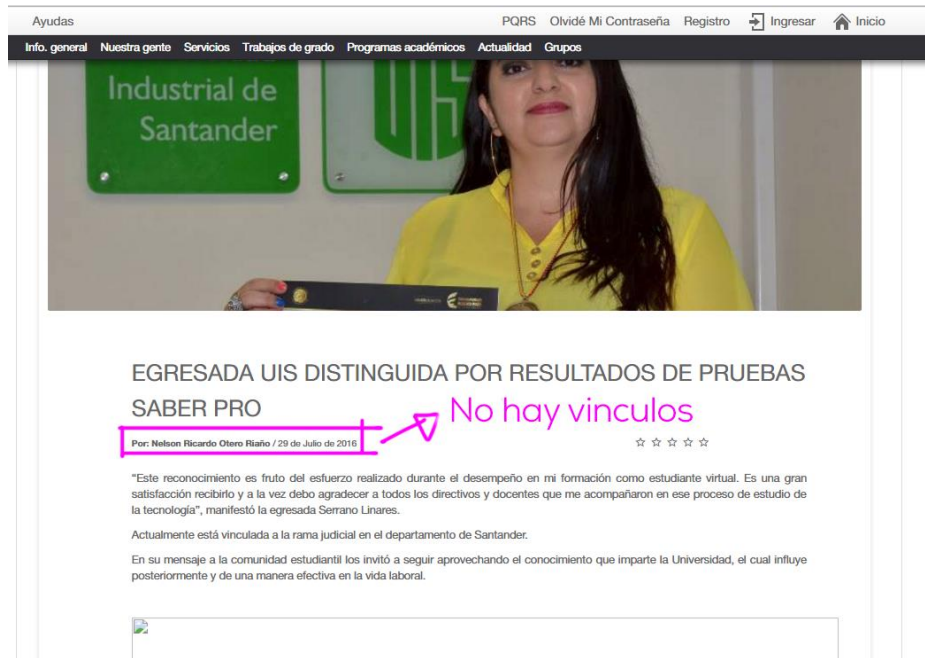 Ayudas PQRS Olvidé Mi Contraseña Registro Ingresar Inicio
Info. general Nuestra gente Servicios Trabajos de grado Programas académicos Actualidad Grupos
Industrial de
Santander
EGRESADA UIS DISTINGUIDA POR RESULTADOS DE PRUEBAS
SABER PRO
No hay vinculos
Por: Nelson Ricardo Otero Riaño / 29 de Julio de 2016
"Este reconocimiento es fruto del esfuerzo realizado durante el desempeño en mi formación como estudiante virtual. Es una gran
satisfacción recibirlo y a la vez debo agradecer a todos los directivos y docentes que me acompañaron en ese proceso de estudio de
la tecnología", manifestó la egresada Serrano Linares.
Actualmente está vinculada a la rama judicial en el departamento de Santander.
En su mensaje a la comunidad estudiantil los invitó a seguir aprovechando el conocimiento que imparte la Universidad, el cual influye
posteriormente y de una manera efectiva en la vida laboral.